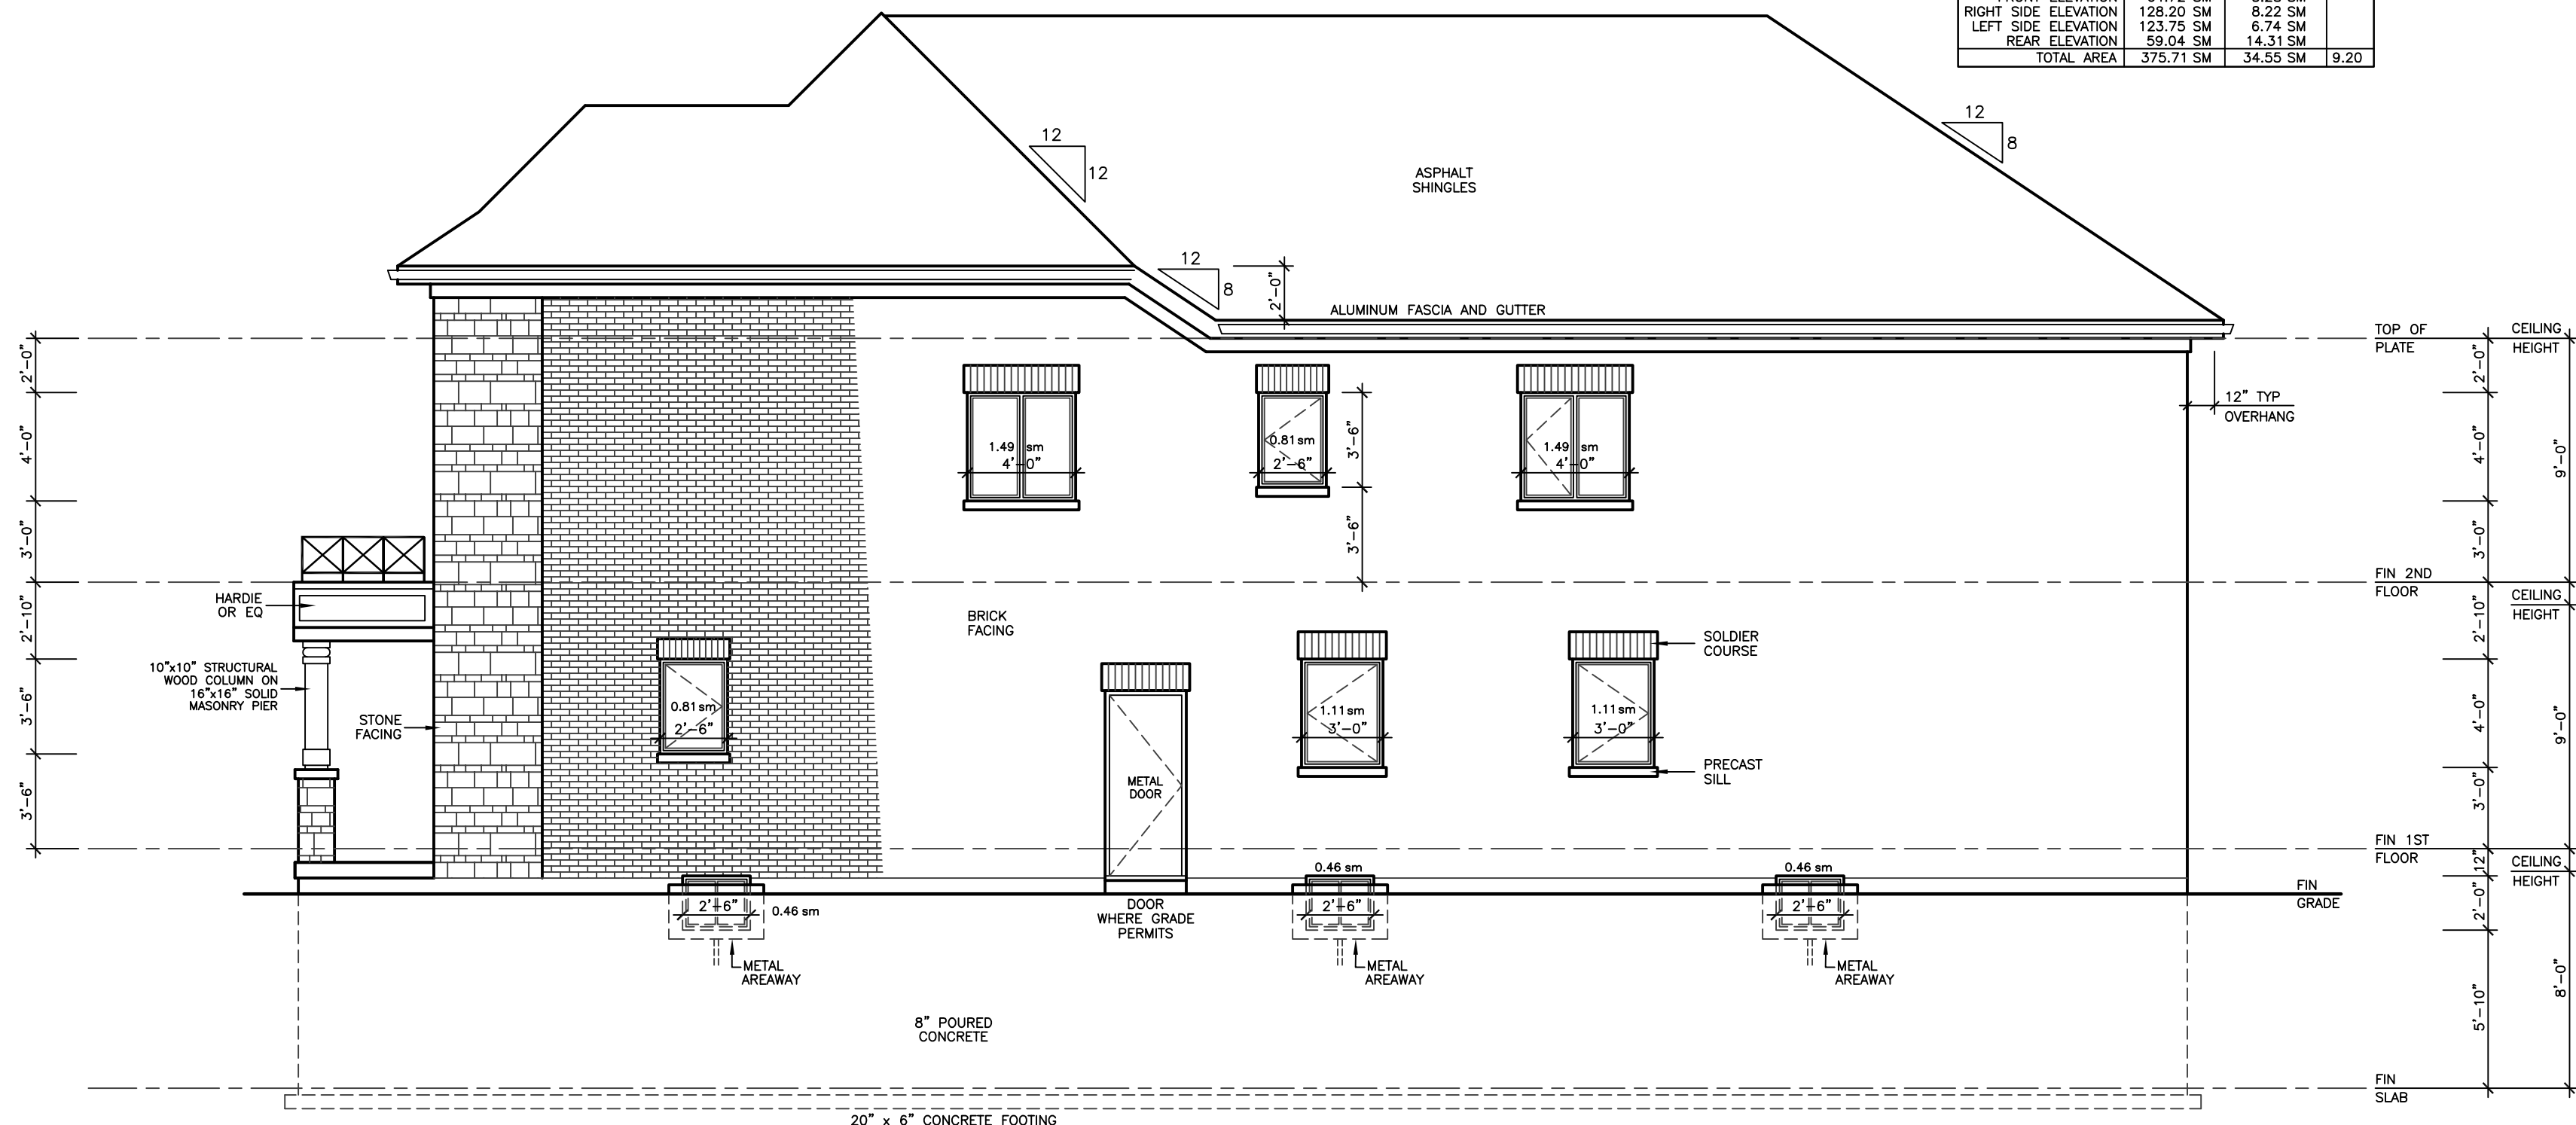 RIGHT SIDE ELEVATION 128.20 SM 8.22 SM
LEFT SIDE ELEVATION 123.75 SM 6.74 SM
REAR ELEVATION 59.04 SM 14.31 SM
TOTAL AREA 375.71 SM 34.55 SM 9.20
12
12
12
8
ASPHALT
SHINGLES
12
8
2'-0"
ALUMINUM FASCIA AND GUTTER
TOP OF
PLATE
CEILING
HEIGHT
2'-0"
4'-0"
3'-0"
2'-10"
3'-6"
3'-6"
2'-0"
4'-0"
3'-0"
9'-0"
12" TYP
OVERHANG
1.49 sm
4'-0"
0.81 sm
2'-6"
3'-6"
3'-6"
1.49 sm
4'-0"
FIN 2ND
FLOOR
CEILING
HEIGHT
HARDIE
OR EQ
BRICK
FACING
10"x10" STRUCTURAL
WOOD COLUMN ON
16"x16" SOLID
MASONRY PIER
STONE
FACING
0.81 sm
2'-6"
METAL
DOOR
1.11 sm
3'-0"
1.11 sm
3'-0"
SOLDIER
COURSE
PRECAST
SILL
2'-10"
4'-0"
3'-0"
9'-0"
FIN 1ST
FLOOR
12"
CEILING
HEIGHT
2'-0"
5'-10"
8'-0"
2'-6"
0.46 sm
DOOR
WHERE GRADE
PERMITS
0.46 sm
2'-6"
0.46 sm
2'-6"
FIN
GRADE
METAL
AREAWAY
METAL
AREAWAY
METAL
AREAWAY
8" POURED
CONCRETE
FIN
SLAB
20" x 6" CONCRETE FOOTING